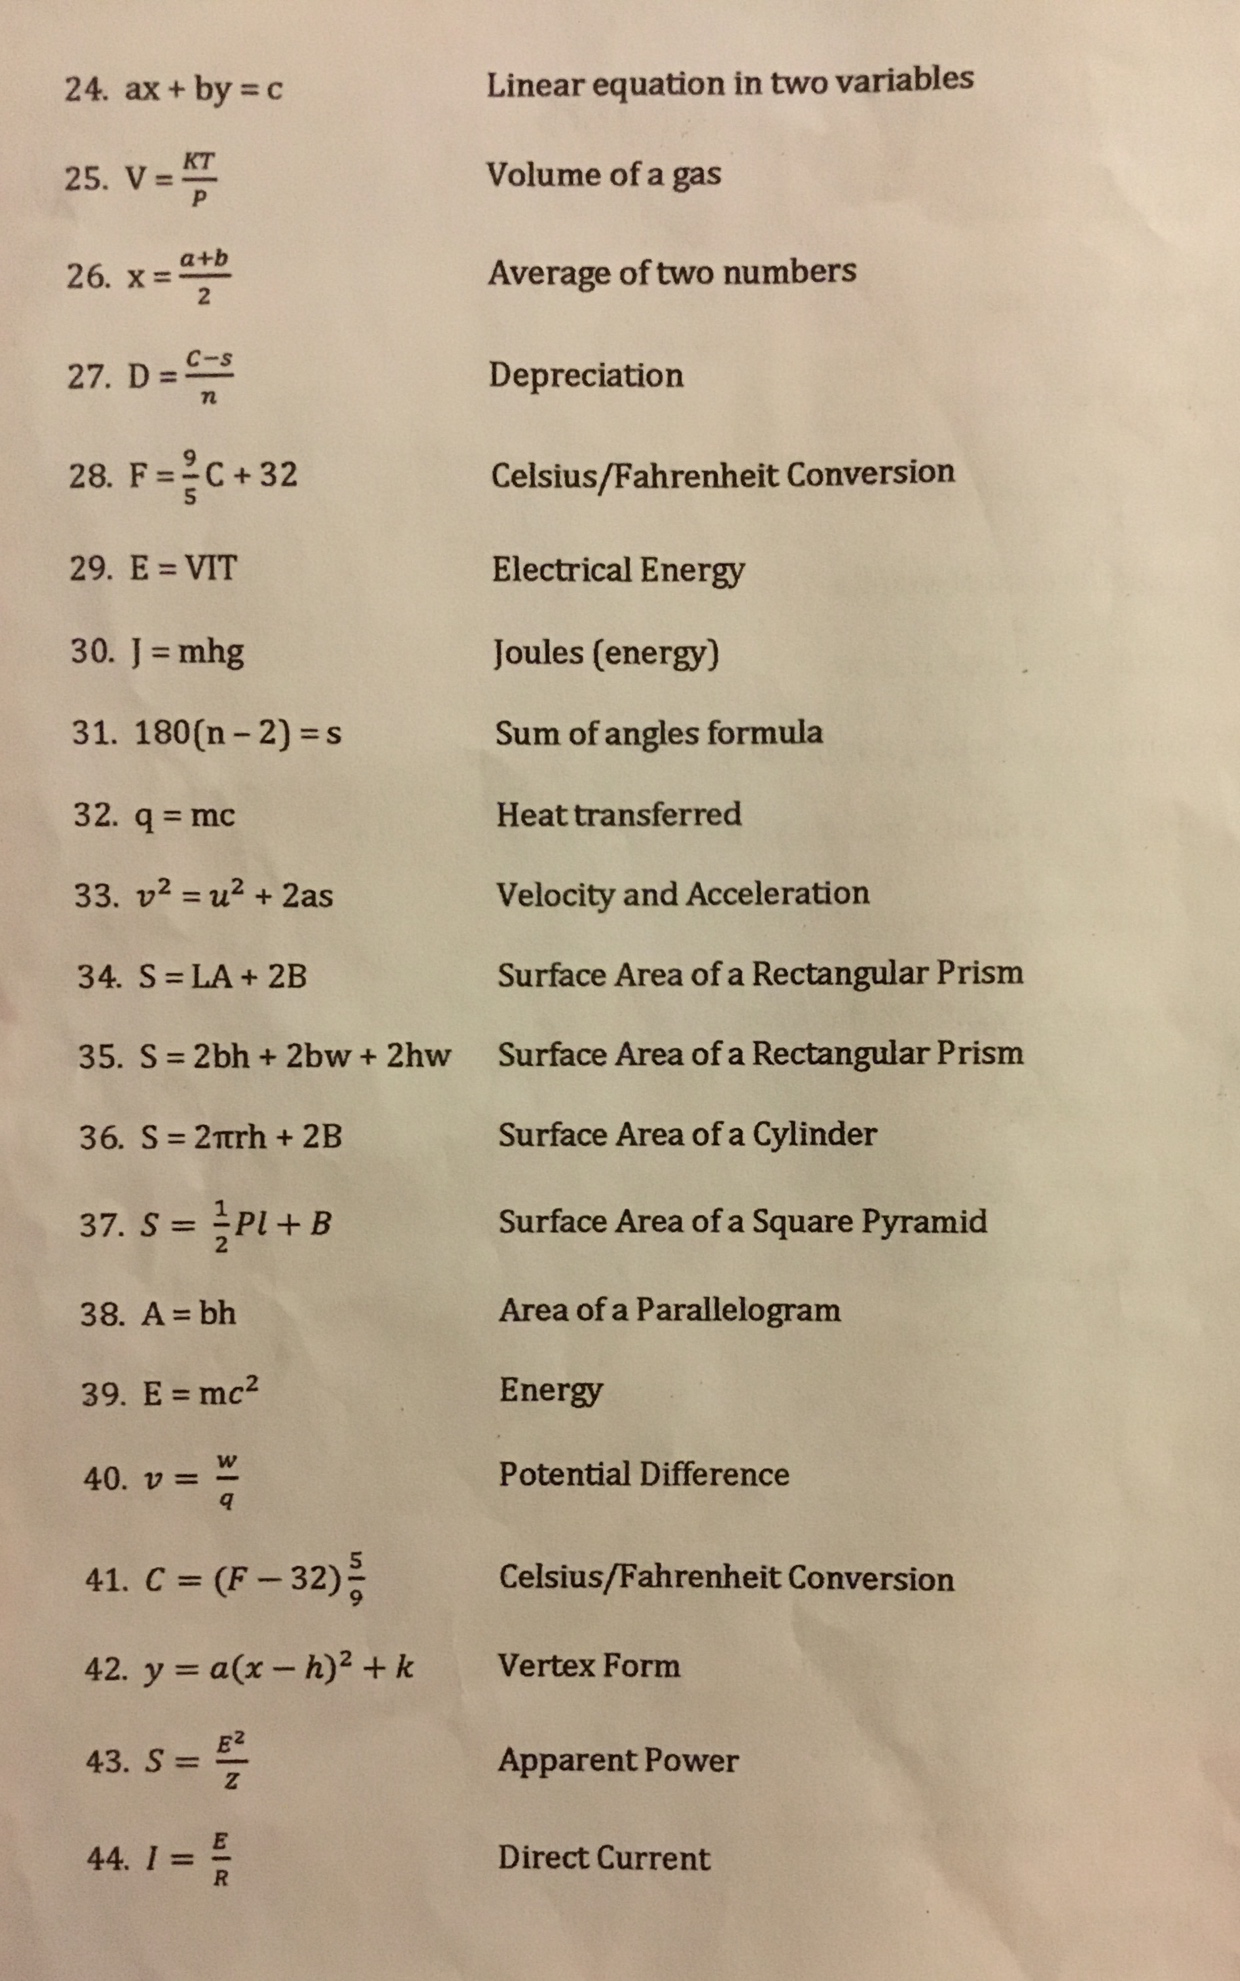 24. ax + by = c Linear equation in two variables
25. V = KT/P Volume of a gas
26. x = a+b/2 Average of two numbers
27. D = C−s/n Depreciation
28. F = 9/5 C + 32 Celsius/Fahrenheit Conversion
29. E = VIT Electrical Energy
30. J = mhg Joules (energy)
31. 180(n – 2) = s Sum of angles formula
32. q = mc Heat transferred
33. v² = u² + 2as Velocity and Acceleration
34. S = LA + 2B Surface Area of a Rectangular Prism
35. S = 2bh + 2bw + 2hw Surface Area of a Rectangular Prism
36. S = 2πrh + 2B Surface Area of a Cylinder
37. S = 1/2 Pl + B Surface Area of a Square Pyramid
38. A = bh Area of a Parallelogram
39. E = mc² Energy
40. v = w/q Potential Difference
41. C = (F − 32) 5/9 Celsius/Fahrenheit Conversion
42. y = a(x − h)² + k Vertex Form
43. S = E²/Z Apparent Power
44. I = E/R Direct Current